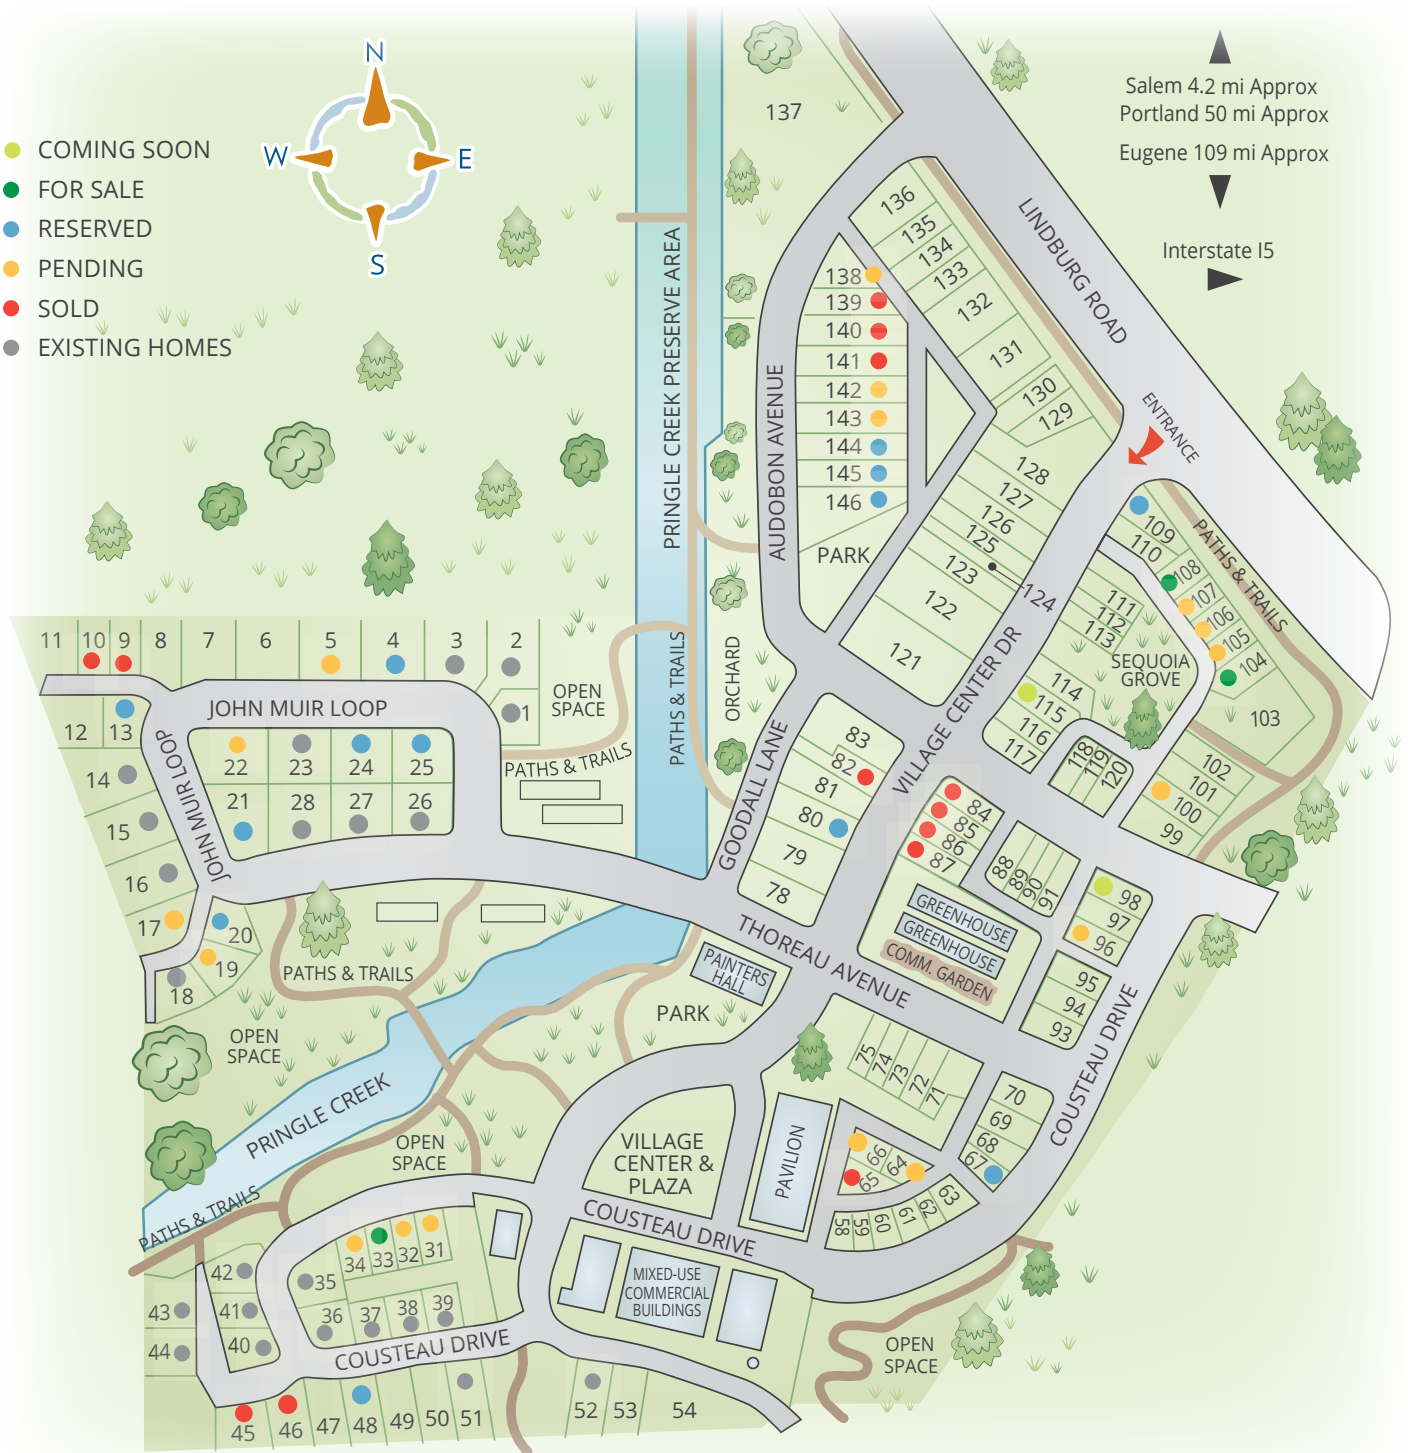 N
W
E
S
COMING SOON
FOR SALE
RESERVED
PENDING
SOLD
EXISTING HOMES
Salem 4.2 mi Approx
Portland 50 mi Approx
Eugene 109 mi Approx
Interstate I5
LINDBURG ROAD
ENTRANCE
PATHS & TRAILS
PRINGLE CREEK PRESERVE AREA
PATHS & TRAILS
ORCHARD
AUDOBON AVENUE
137
136
135
134
133
132
131
130
129
138
139
140
141
142
143
144
145
146
PARK
128
127
126
125
124
123
122
121
VILLAGE CENTER DR
109
110
108
107
106
105
104
103
111
112
113
SEQUOIA
GROVE
114
115
116
117
118
119
120
102
101
100
99
11
10
9
8
7
6
5
4
3
2
1
OPEN
SPACE
JOHN MUIR LOOP
PATHS & TRAILS
12
13
14
15
16
17
18
19
20
JOHN MUIR LOOP
22
23
24
25
21
28
27
26
GOODALL LANE
83
82
81
80
79
78
84
85
86
87
88
89
90
91
98
97
96
95
94
93
GREENHOUSE
GREENHOUSE
COMM. GARDEN
THOREAU AVENUE
PAINTERS
HALL
PARK
PATHS & TRAILS
OPEN
SPACE
PRINGLE CREEK
OPEN
SPACE
PATHS & TRAILS
COUSTEAU DRIVE
75
74
73
72
71
70
69
68
67
66
65
64
63
62
61
60
59
58
PAVILION
VILLAGE
CENTER &
PLAZA
COUSTEAU DRIVE
MIXED-USE
COMMERCIAL
BUILDINGS
OPEN
SPACE
34
33
32
31
35
36
37
38
39
42
41
40
43
44
COUSTEAU DRIVE
45
46
47
48
49
50
51
52
53
54